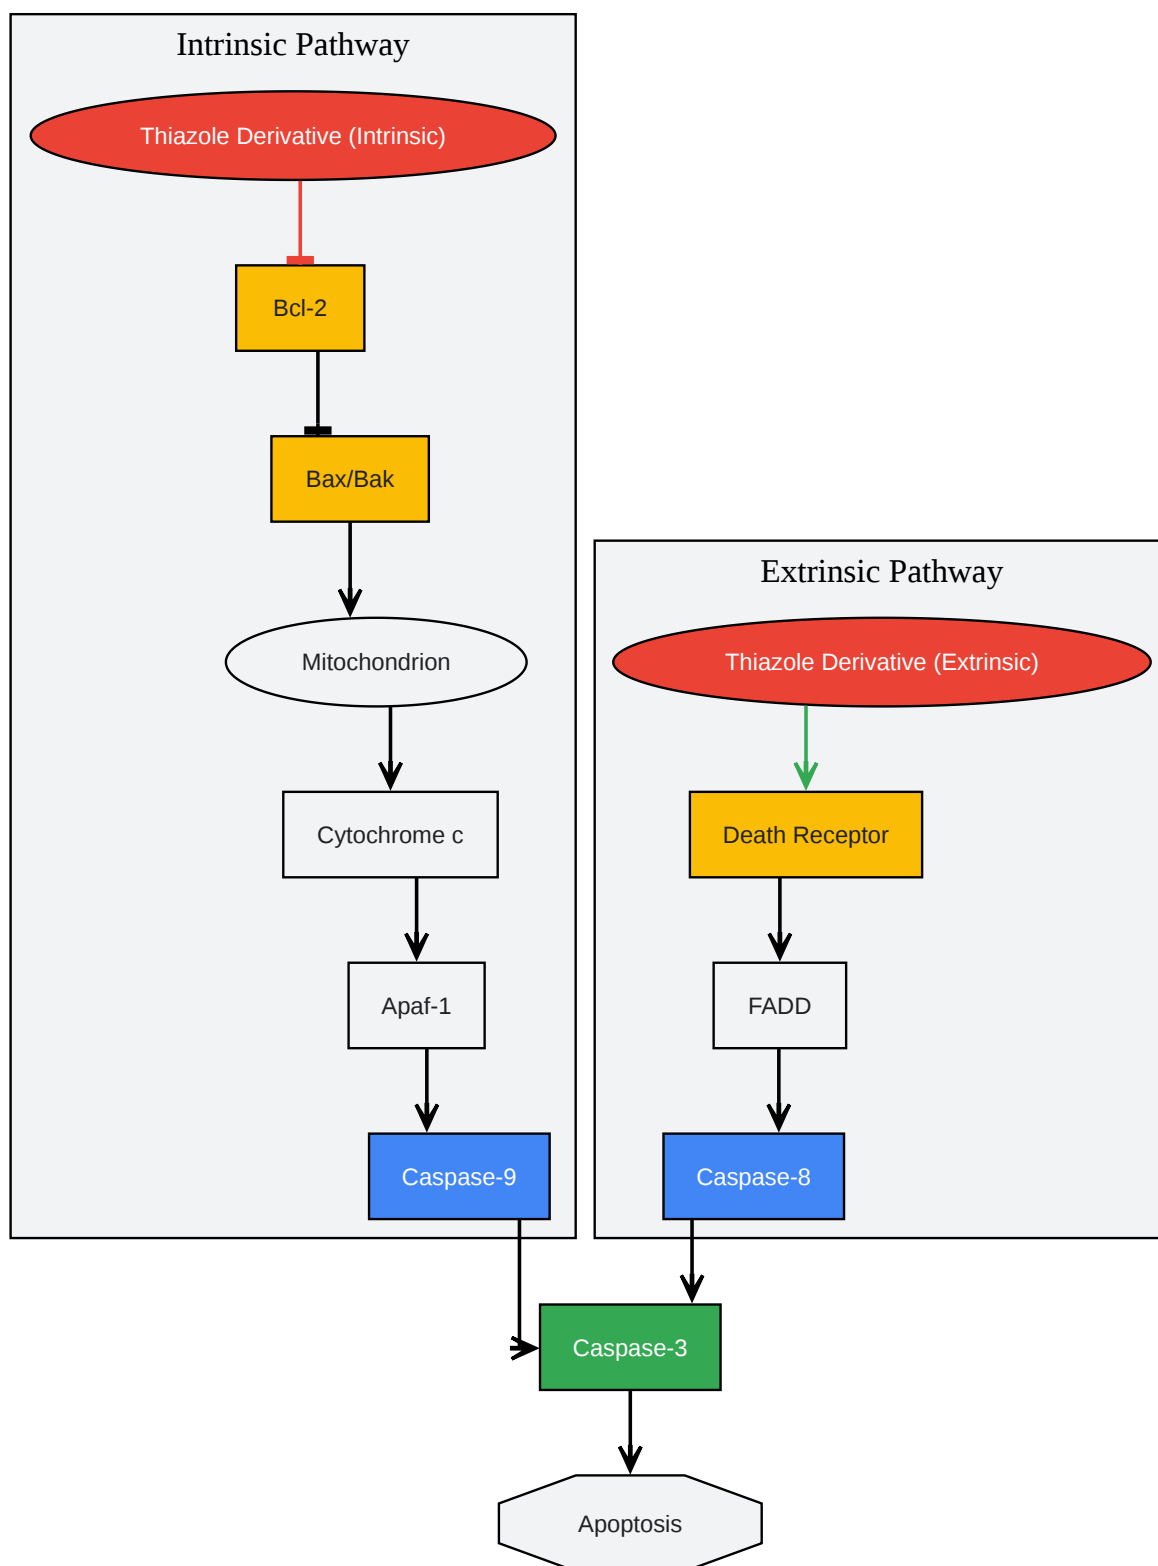 Intrinsic Pathway
Thiazole Derivative (Intrinsic)
Bcl-2
Bax/Bak
Mitochondrion
Cytochrome c
Apaf-1
Caspase-9
Extrinsic Pathway
Thiazole Derivative (Extrinsic)
Death Receptor
FADD
Caspase-8
Caspase-3
Apoptosis